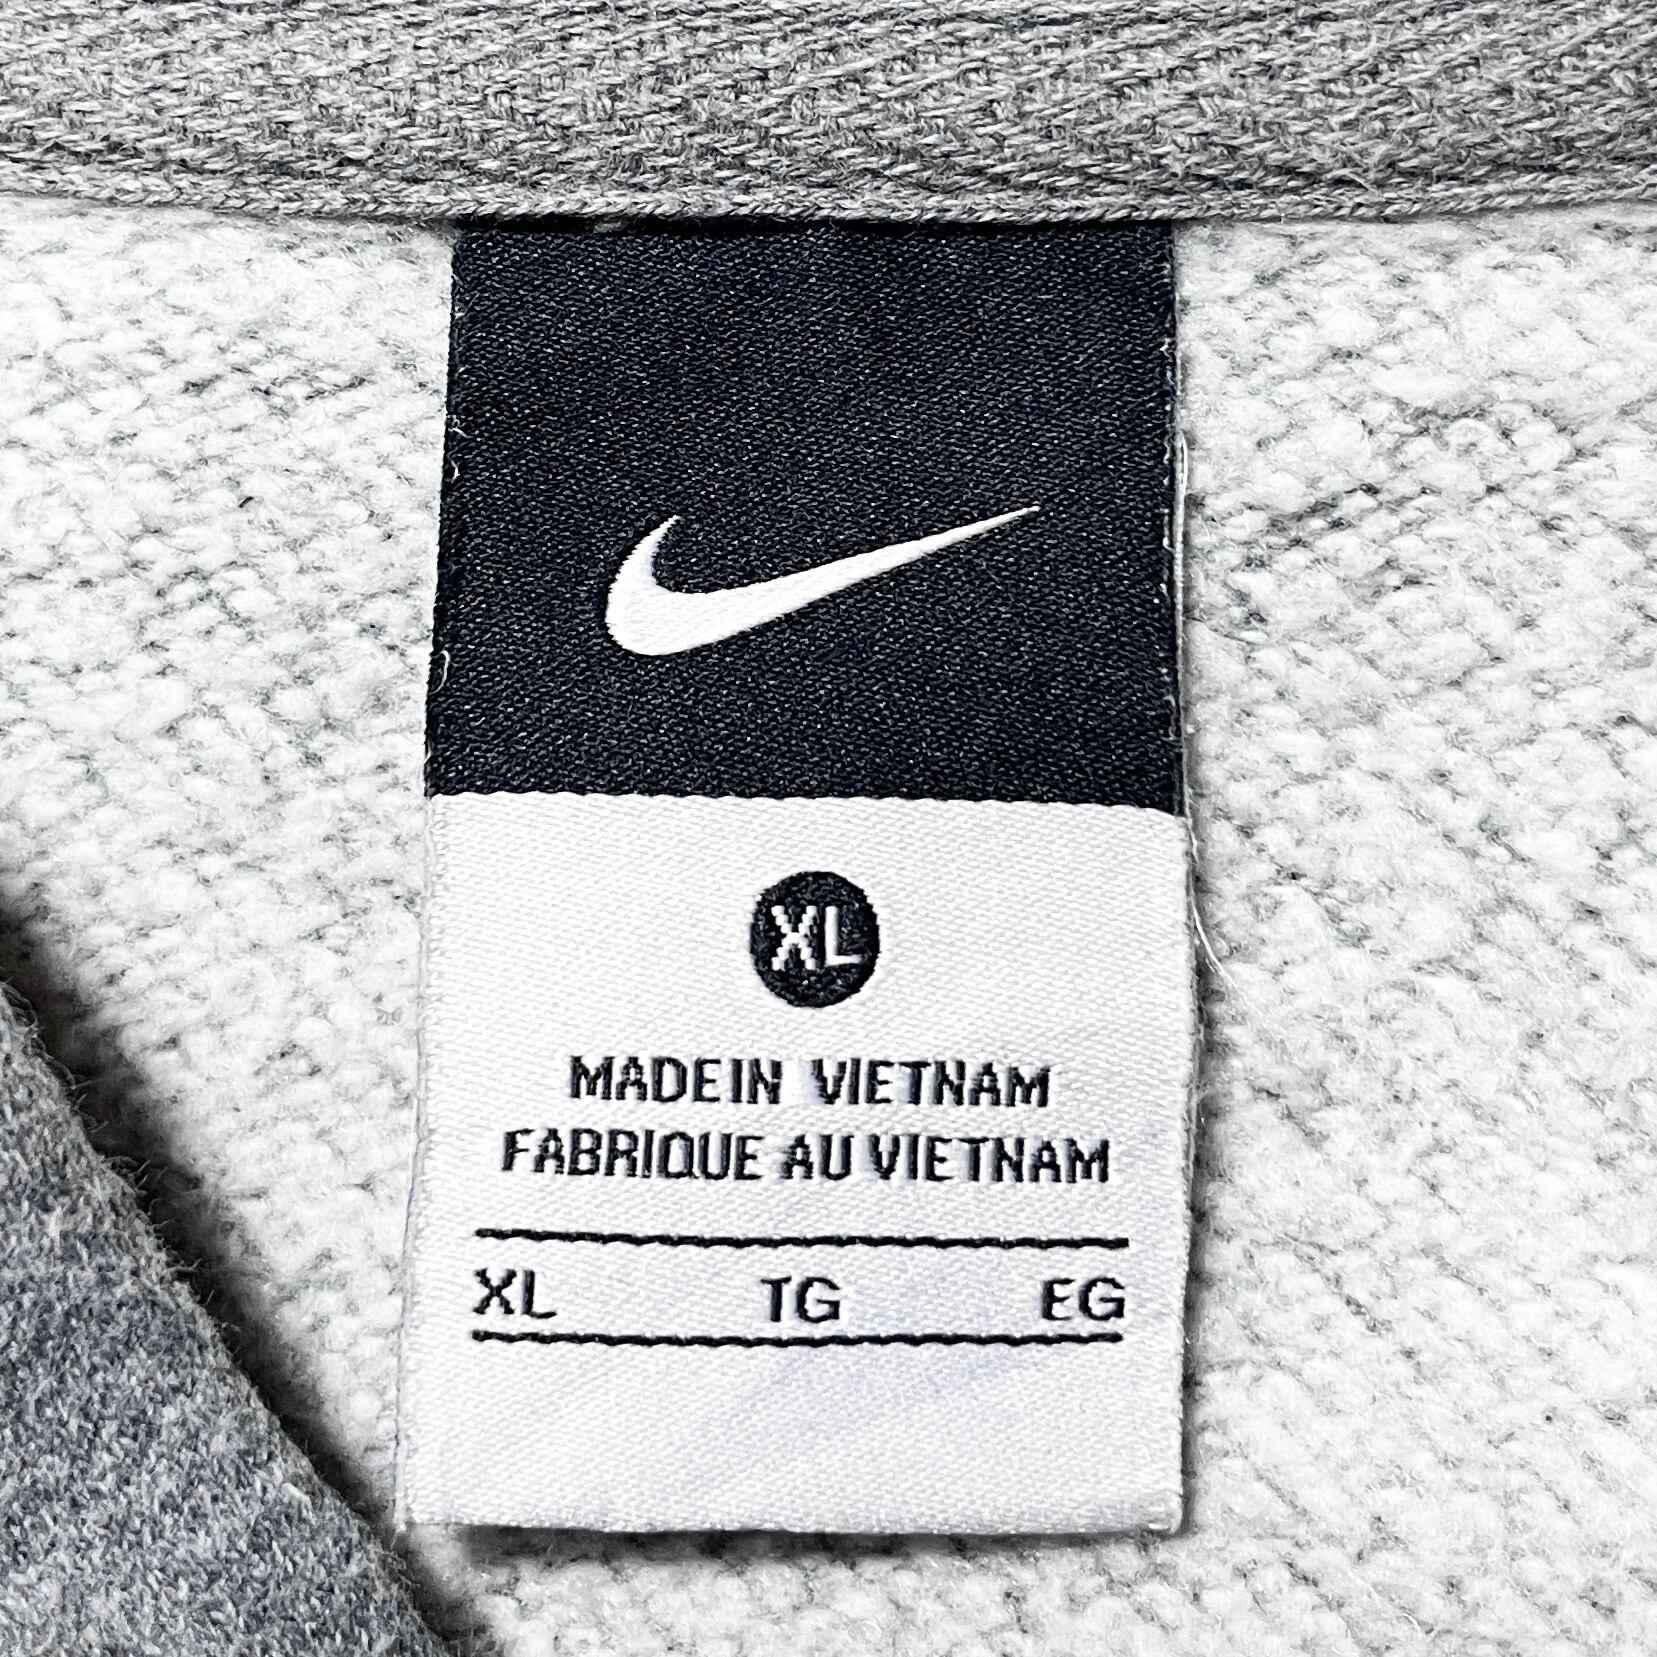 XL
MADE IN VIETNAM
FABRIQUE AU VIETNAM
XL TG EG